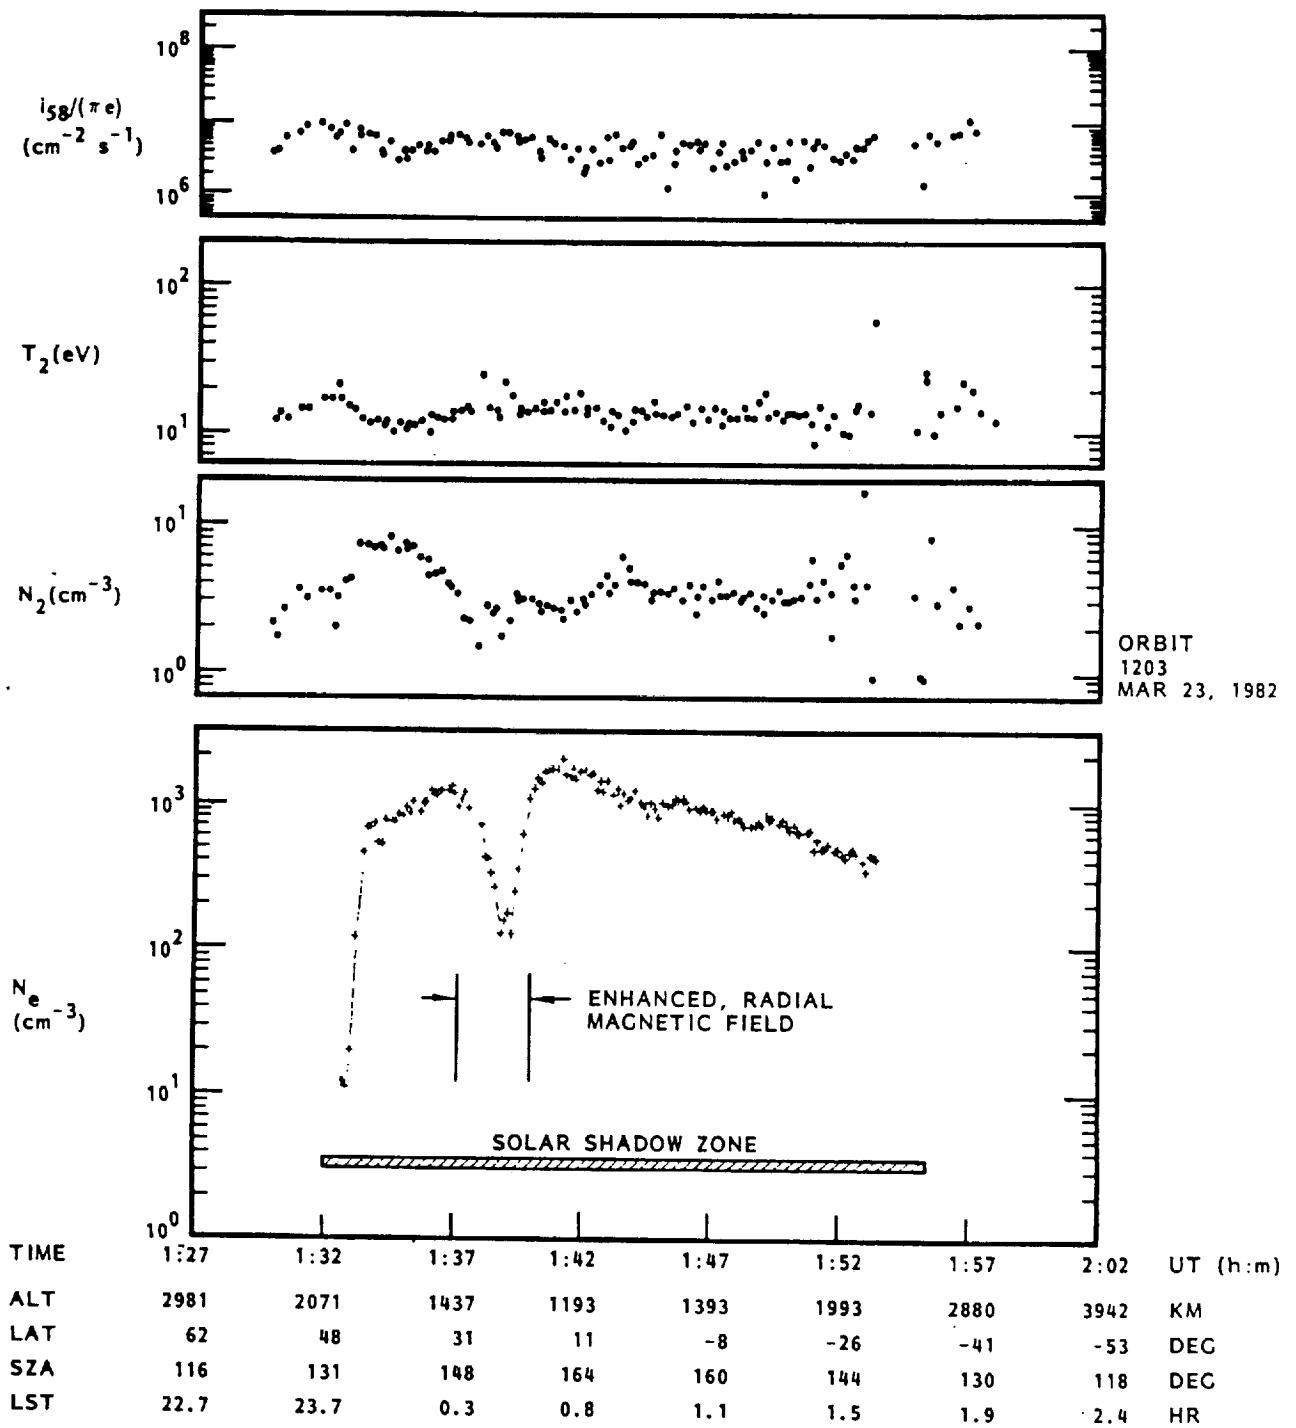 10^8
i_58/(π e)
(cm^-2 s^-1)
10^6
10^2
T_2(eV)
10^1
10^1
N_2(cm^-3)
10^0
ORBIT
1203
MAR 23, 1982
10^3
10^2
N_e
(cm^-3)
ENHANCED, RADIAL
MAGNETIC FIELD
10^1
SOLAR SHADOW ZONE
10^0
TIME 1:27 1:32 1:37 1:42 1:47 1:52 1:57 2:02 UT (h:m)
ALT 2981 2071 1437 1193 1393 1993 2880 3942 KM
LAT 62 48 31 11 -8 -26 -41 -53 DEG
SZA 116 131 148 164 160 144 130 118 DEG
LST 22.7 23.7 0.3 0.8 1.1 1.5 1.9 2.4 HR